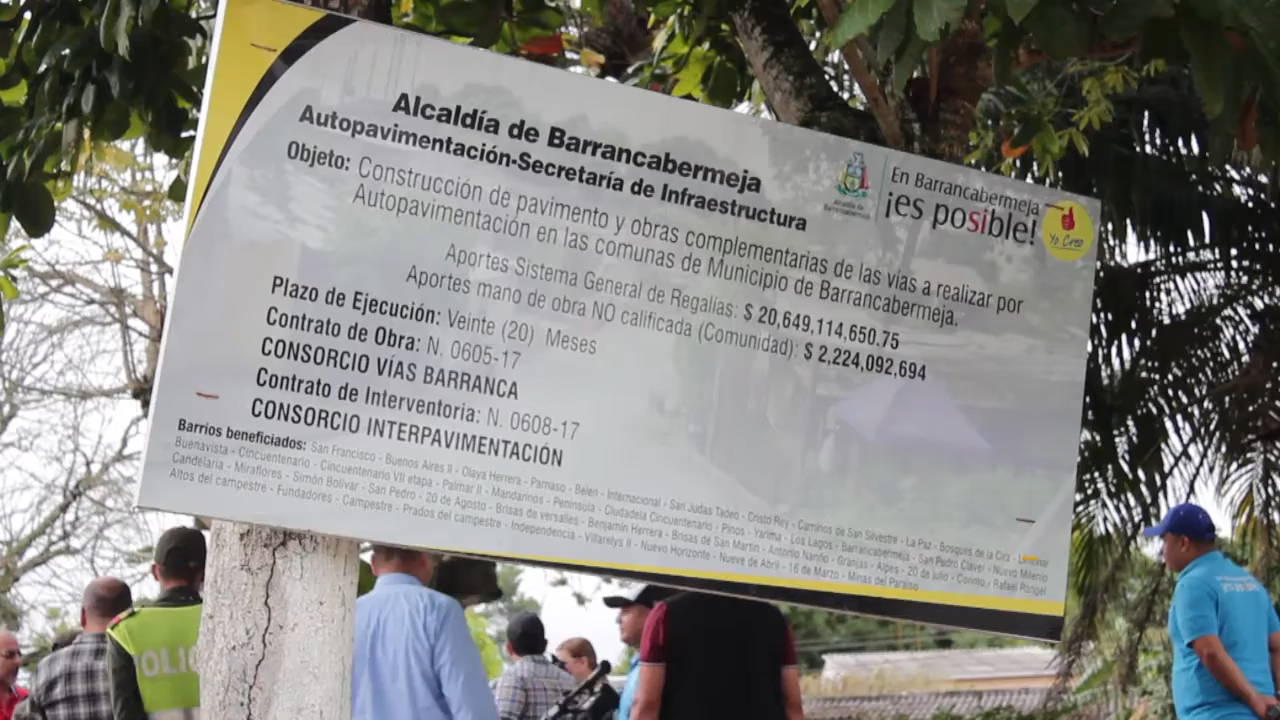 Alcaldía de Barrancabermeja
Autopavimentación-Secretaría de Infraestructura
Objeto: Construcción de pavimento y obras complementarias de las vías a realizar por
Autopavimentación en las comunas de Municipio de Barrancabermeja.
Aportes Sistema General de Regalías: $ 20,649,114,650.75
Aportes mano de obra NO calificada (Comunidad): $ 2,224,092,694
Plazo de Ejecución: Veinte (20) Meses
Contrato de Obra: N. 0605-17
CONSORCIO VÍAS BARRANCA
Contrato de Interventoria: N. 0608-17
CONSORCIO INTERPAVIMENTACIÓN
Barrios beneficiados: San Francisco - Buenos Aires II - Olaya Herrera - Parnaso - Belén - Internacional - San Judas Tadeo - Cristo Rey - Caminos de San Silvestre - La Paz - Bosques de la Cira -
Buenavista - Cincuentenario - Cincuentenario VII etapa - Palmar II - Mandarinos - Península - Ciudadela Cincuentenario - Pinos - Yarima - Los Lagos - Barrancabermeja - San Pedro Claver - Nuevo Milenio
Candelaria - Miraflores - Simón Bolívar - San Pedro - 20 de Agosto - Brisas de versalles - Benjamín Herrera - Brisas de San Martín - Antonio Nariño - Granjas - Alpes - 20 de julio - Corinto - Rafael Rangel
Altos del campestre - Fundadores - Campestre - Prados del campestre - Independencia - Villarelys II - Nuevo Horizonte - Nueve de Abril - 16 de Marzo - Minas del Paraíso
Alcaldía de
Barrancabermeja
En Barrancabermeja
¡es posible!
Yo Creo
POLIC